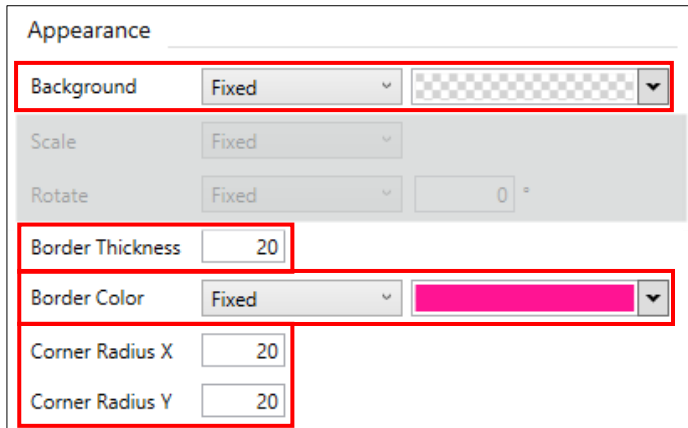 Appearance
Background Fixed
Scale Fixed
Rotate Fixed 0 °
Border Thickness 20
Border Color Fixed
Corner Radius X 20
Corner Radius Y 20